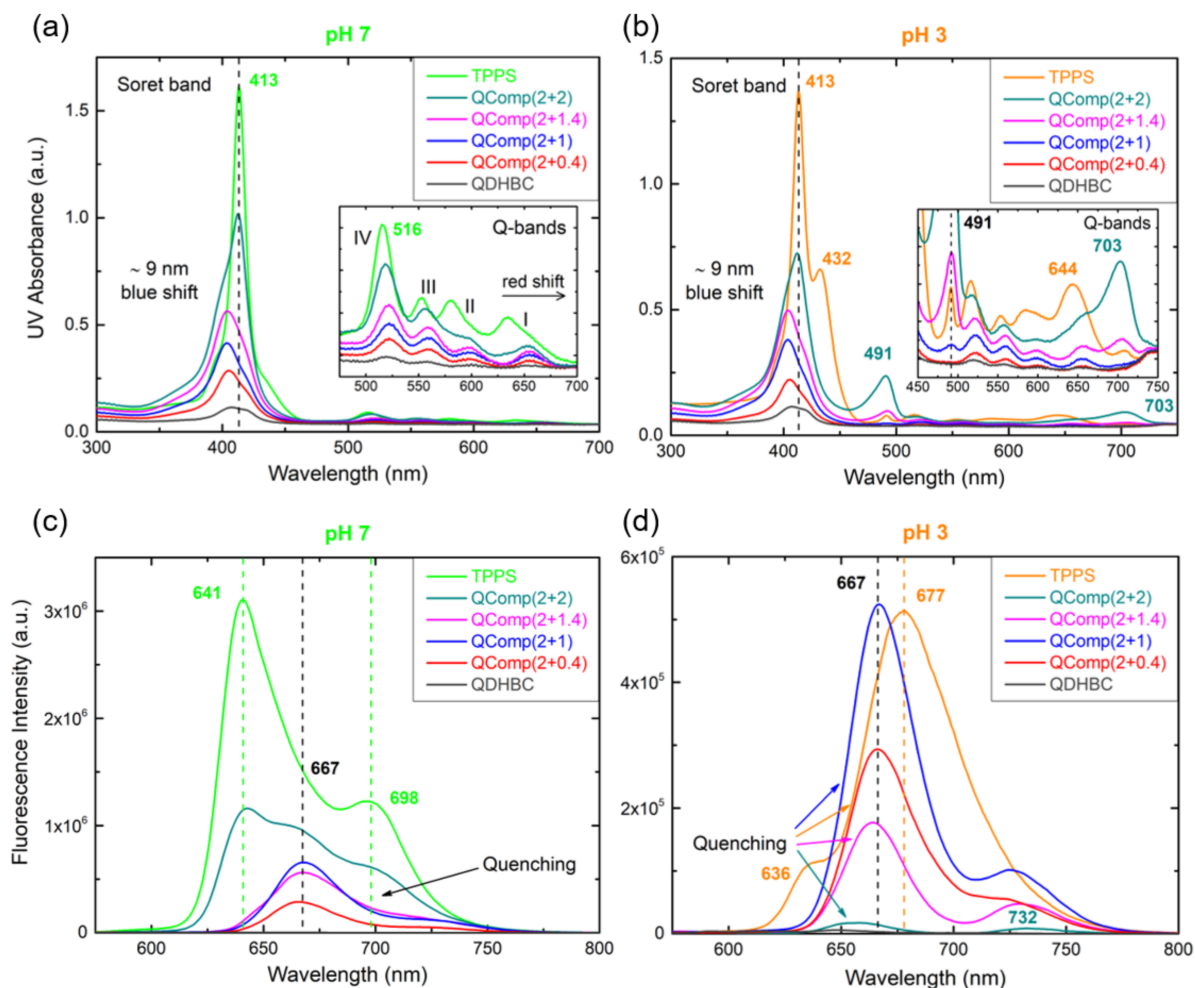 (a)
pH 7
Soret band
413
TPPS
QComp(2+2)
QComp(2+1.4)
QComp(2+1)
QComp(2+0.4)
QDHBC
~ 9 nm
blue shift
IV
516
Q-bands
III
II
red shift
I
500
550
600
650
700
UV Absorbance (a.u.)
0.0
0.5
1.0
1.5
300
400
500
600
700
Wavelength (nm)
(b)
pH 3
Soret band
413
TPPS
QComp(2+2)
QComp(2+1.4)
QComp(2+1)
QComp(2+0.4)
QDHBC
432
~ 9 nm
blue shift
491
491
Q-bands
703
644
450 500 550 600 650 700 750
703
0.0
0.5
1.0
1.5
300
400
500
600
700
Wavelength (nm)
(c)
pH 7
641
TPPS
QComp(2+2)
QComp(2+1.4)
QComp(2+1)
QComp(2+0.4)
QDHBC
667
698
Quenching
Fluorescence Intensity (a.u.)
0
1x10⁶
2x10⁶
3x10⁶
600
650
700
750
800
Wavelength (nm)
(d)
pH 3
667
677
TPPS
QComp(2+2)
QComp(2+1.4)
QComp(2+1)
QComp(2+0.4)
QDHBC
Quenching
636
732
0
2x10⁵
4x10⁵
6x10⁵
600
650
700
750
800
Wavelength (nm)